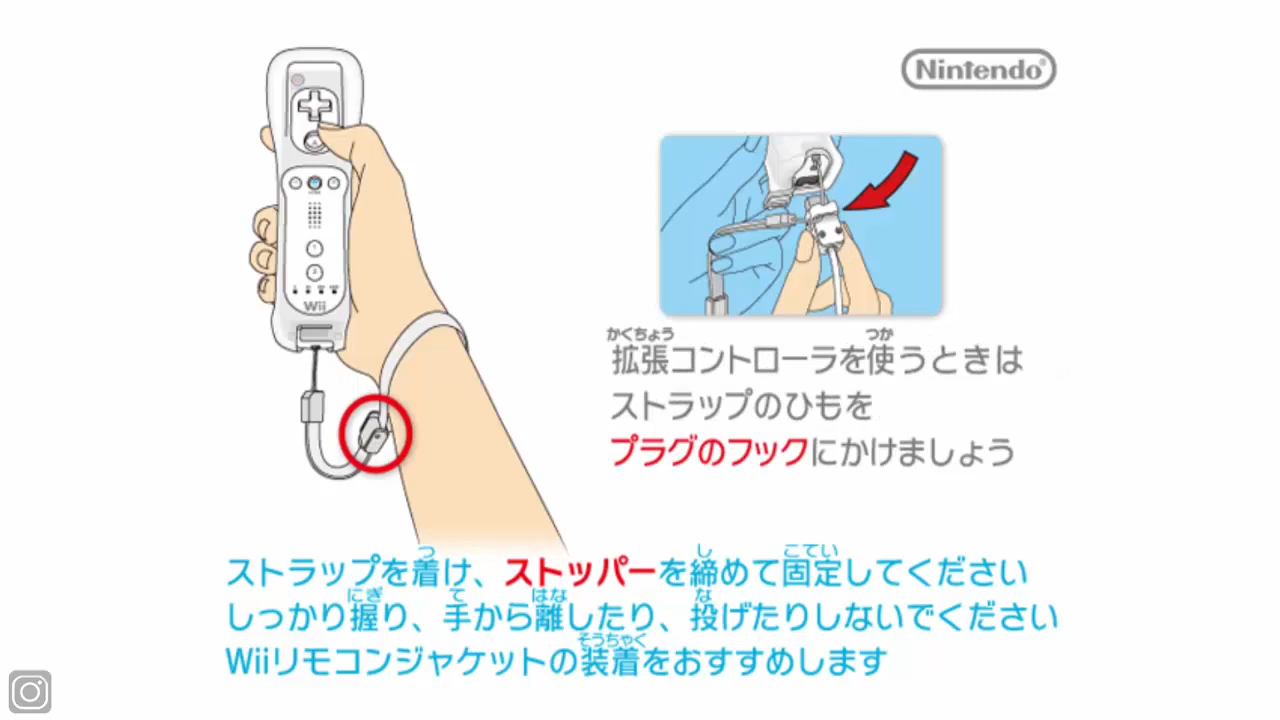 Nintendo®
Wii
拡張コントローラを使うときは
ストラップのひもを
プラグのフックにかけましょう
ストラップを着け、ストッパーを締めて固定してください
しっかり握り、手から離したり、投げたりしないでください
Wiiリモコンジャケットの装着をおすすめします